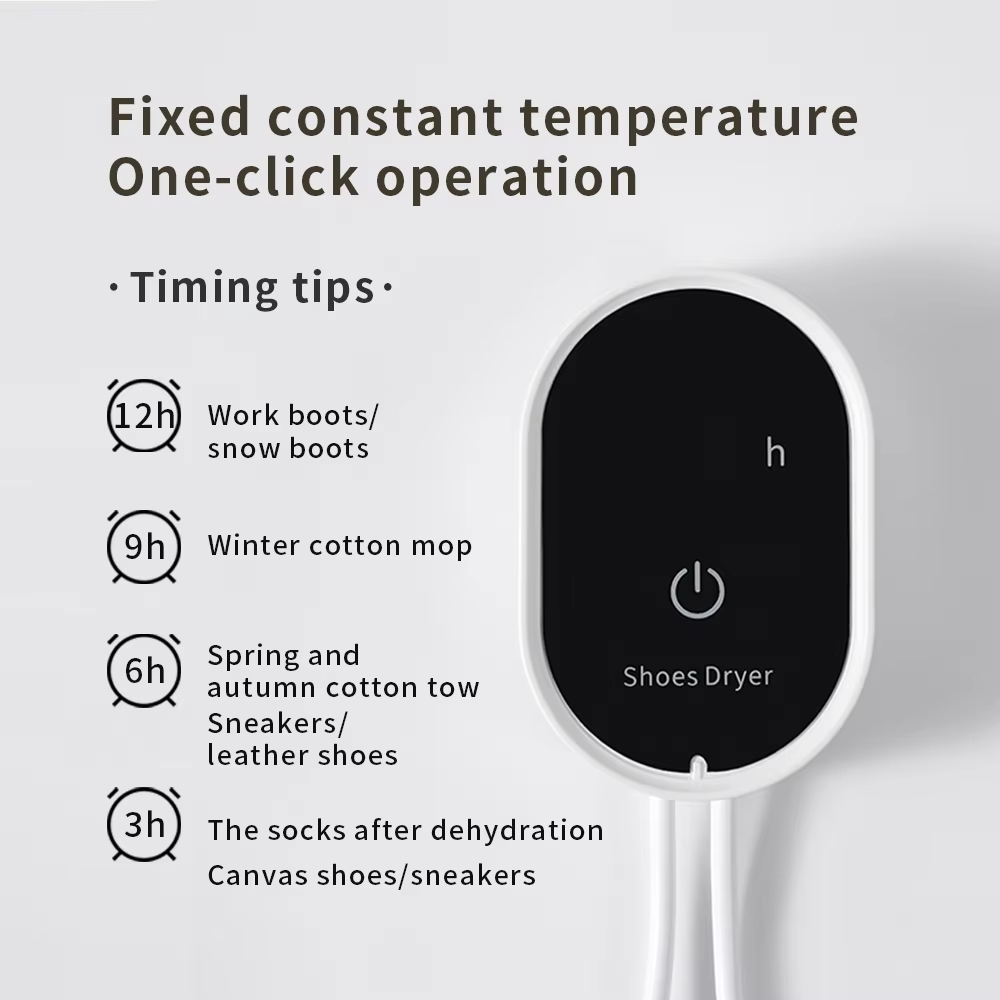 Fixed constant temperature
One-click operation
· Timing tips ·
12h
Work boots/
snow boots
9h
Winter cotton mop
6h
Spring and
autumn cotton tow
Sneakers/
leather shoes
3h
The socks after dehydration
Canvas shoes/sneakers
h
Shoes Dryer